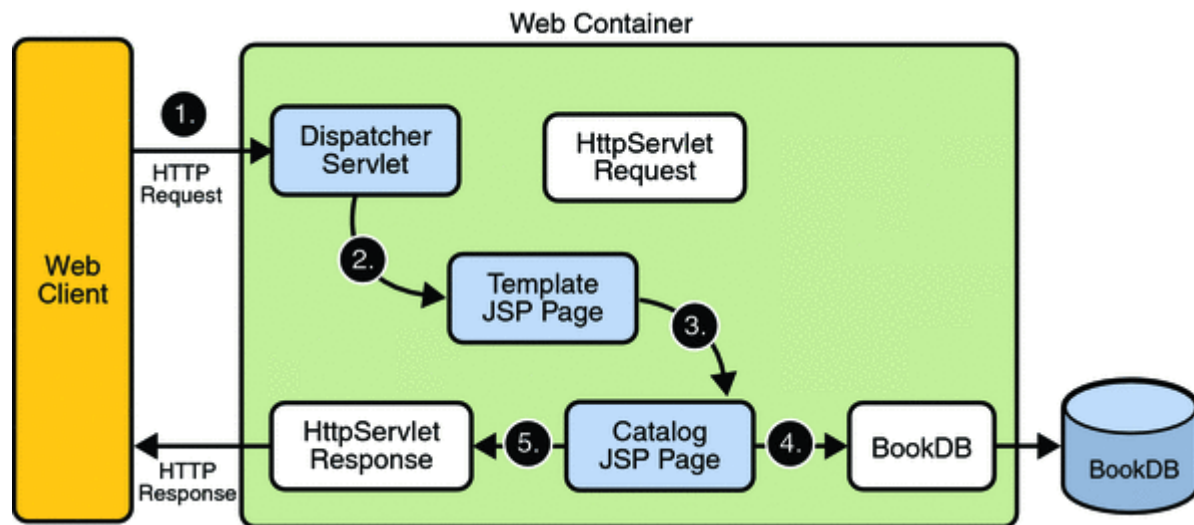 Web Container
1.
Dispatcher
Servlet
HttpServlet
Request
HTTP
Request
2.
Web
Client
Template
JSP Page
3.
HttpServlet
Response
5.
Catalog
JSP Page
4.
BookDB
HTTP
Response
BookDB